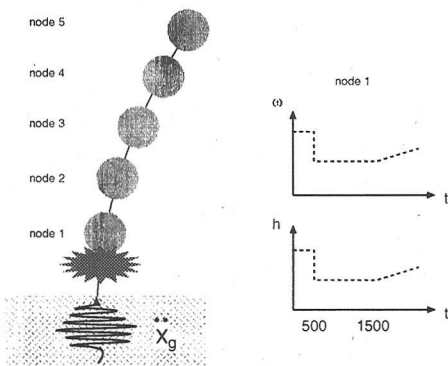 node 5
node 4
node 3
node 2
node 1
Ẍg
node 1
ω
t
h
t
500 1500